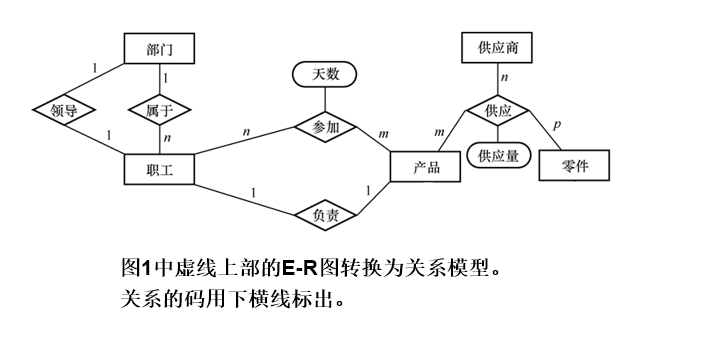 部门
供应商
天数
1
1
n
领导
属于
参加
供应
1
n
n
m
m
p
供应量
职工
产品
零件
1
1
负责
图1中虚线上部的E-R图转换为关系模型。
关系的码用下横线标出。